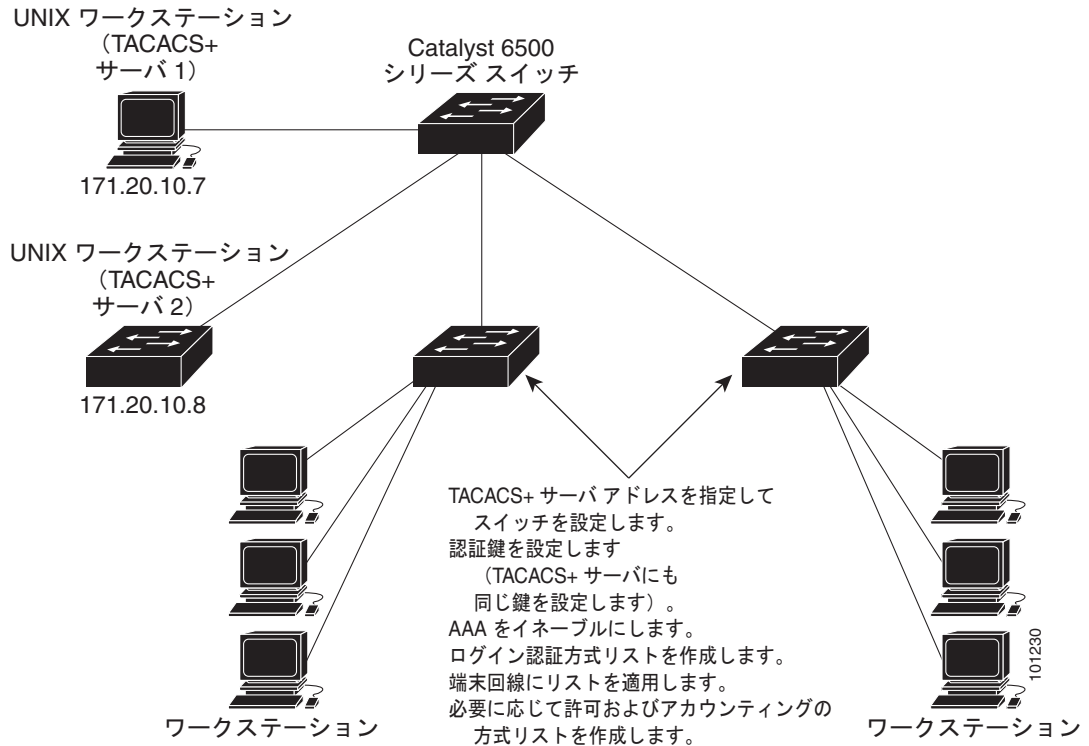 UNIX ワークステーション
（TACACS+
サーバ 1）
171.20.10.7
Catalyst 6500
シリーズ スイッチ
UNIX ワークステーション
（TACACS+
サーバ 2）
171.20.10.8
TACACS+ サーバ アドレスを指定して
スイッチを設定します。
認証鍵を設定します
（TACACS+ サーバにも
同じ鍵を設定します）。
AAA をイネーブルにします。
ログイン認証方式リストを作成します。
端末回線にリストを適用します。
必要に応じて許可およびアカウンティングの
方式リストを作成します。
ワークステーション
ワークステーション
101230